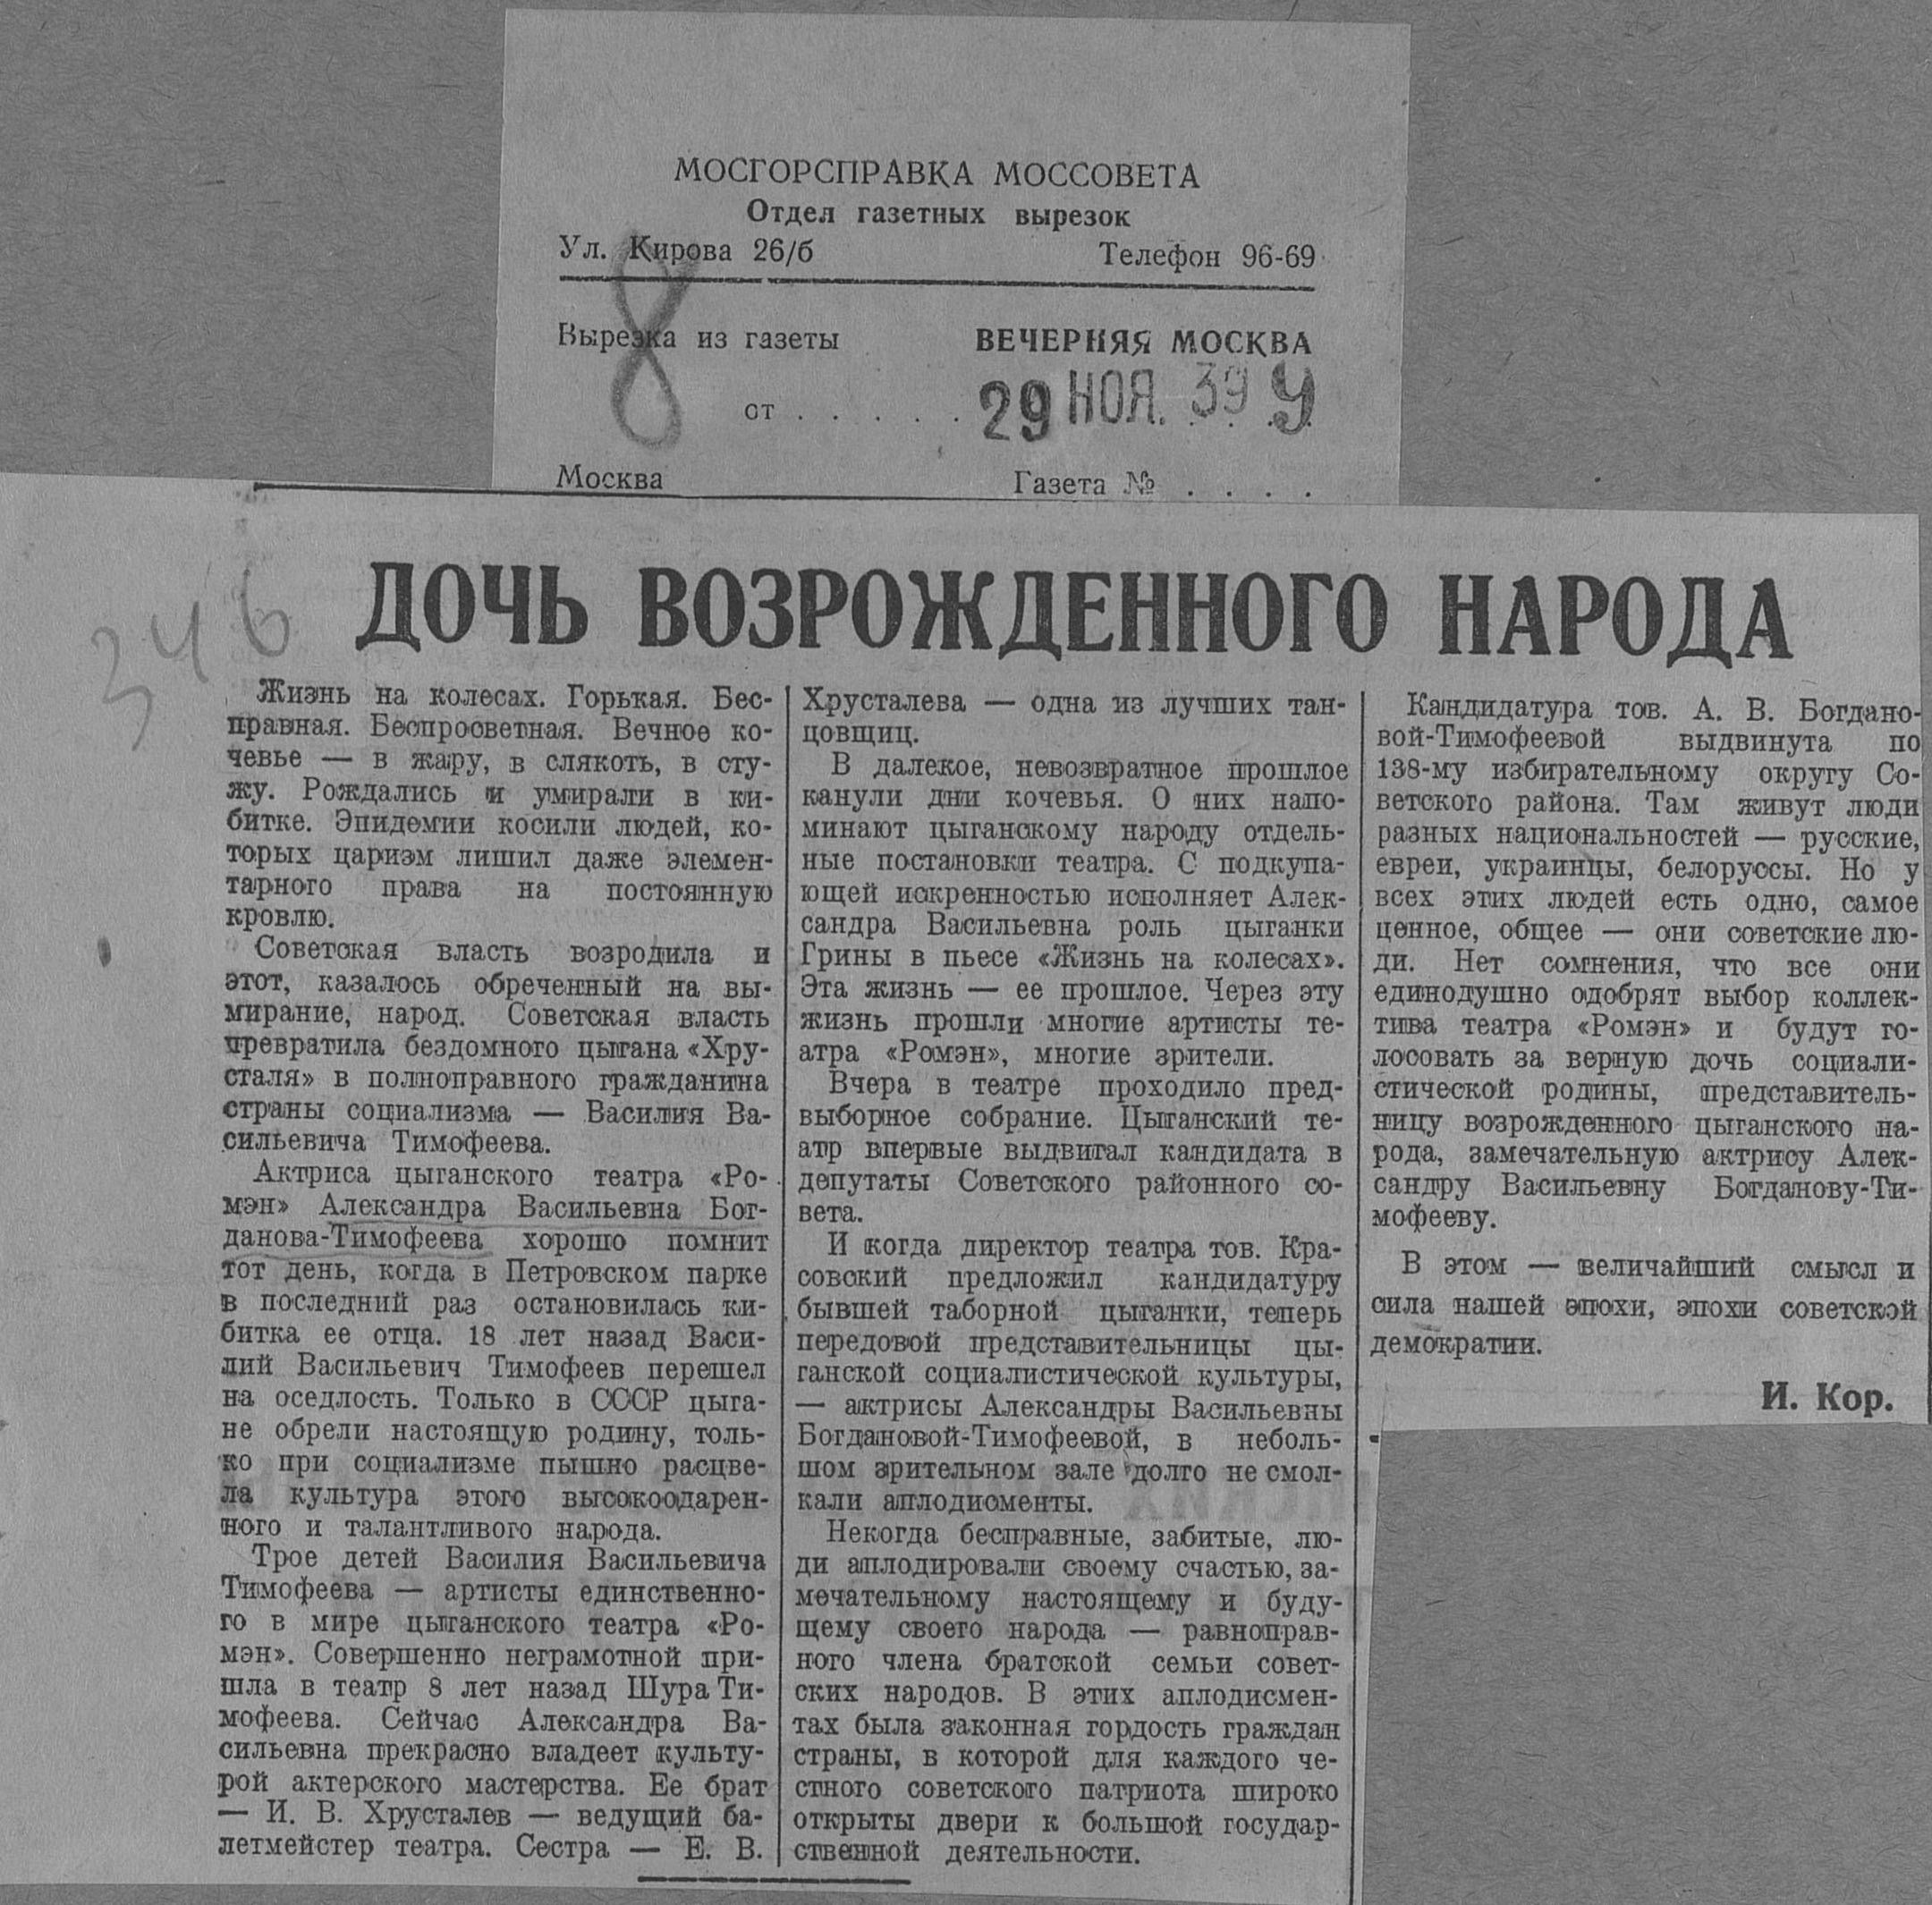 МОСГОРСПРАВКА МОССОВЕТА
Отдел газетных вырезок
Ул. Кирова 26/б Телефон 96-69
Вырезка из газеты ВЕЧЕРНЯЯ МОСКВА
8
от . . . . . 29 НОЯ. 39 У
Москва Газета № . . . .
346
ДОЧЬ ВОЗРОЖДЕННОГО НАРОДА
Жизнь на колесах. Горькая. Бес-
правная. Беспросветная. Вечное ко-
чевье — в жару, в слякоть, в сту-
жу. Рождались и умирали в ки-
битке. Эпидемии косили людей, ко-
торых царизм лишил даже элемен-
тарного права на постоянную
кровлю.
Советская власть возродила и
этот, казалось обреченный на вы-
мирание, народ. Советская власть
превратила бездомного цыгана «Хру-
сталя» в полноправного гражданина
страны социализма — Василия Ва-
сильевича Тимофеева.
Актриса цыганского театра «Ро-
мэн» Александра Васильевна Бог-
данова-Тимофеева хорошо помнит
тот день, когда в Петровском парке
в последний раз остановилась ки-
битка ее отца. 18 лет назад Васи-
лий Васильевич Тимофеев перешел
на оседлость. Только в СССР цыга-
не обрели настоящую родину, толь-
ко при социализме пышно расцве-
ла культура этого высокоодарен-
ного и талантливого народа.
Трое детей Василия Васильевича
Тимофеева — артисты единственно-
го в мире цыганского театра «Ро-
мэн». Совершенно неграмотной при-
шла в театр 8 лет назад Шура Ти-
мофеева. Сейчас Александра Ва-
сильевна прекрасно владеет культу-
рой актерского мастерства. Ее брат
— И. В. Хрусталев — ведущий ба-
летмейстер театра. Сестра — Е. В.
Хрусталева — одна из лучших тан-
цовщиц.
В далекое, невозвратное прошлое
канули дни кочевья. О них напо-
минают цыганскому народу отдель-
ные постановки театра. С подкупа-
ющей искренностью исполняет Алек-
сандра Васильевна роль цыганки
Грины в пьесе «Жизнь на колесах».
Эта жизнь — ее прошлое. Через эту
жизнь прошли многие артисты те-
атра «Ромэн», многие зрители.
Вчера в театре проходило пред-
выборное собрание. Цыганский те-
атр впервые выдвигал кандидата в
депутаты Советского районного со-
вета.
И когда директор театра тов. Кра-
совский предложил кандидатуру
бывшей таборной цыганки, теперь
передовой представительницы цы-
ганской социалистической культуры,
— актрисы Александры Васильевны
Богдановой-Тимофеевой, в неболь-
шом зрительном зале долго не смол-
кали аплодисменты.
Некогда бесправные, забитые, лю-
ди аплодировали своему счастью, за-
мечательному настоящему и буду-
щему своего народа — равноправ-
ного члена братской семьи совет-
ских народов. В этих аплодисмен-
тах была законная гордость граждан
страны, в которой для каждого че-
стного советского патриота широко
открыты двери к большой государ-
ственной деятельности.
Кандидатура тов. А. В. Богдано-
вой-Тимофеевой выдвинута по
138-му избирательному округу Со-
ветского района. Там живут люди
разных национальностей — русские,
евреи, украинцы, белоруссы. Но у
всех этих людей есть одно, самое
ценное, общее — они советские лю-
ди. Нет сомнения, что все они
единодушно одобрят выбор коллек-
тива театра «Ромэн» и будут го-
лосовать за верную дочь социали-
стической родины, представитель-
ницу возрожденного цыганского на-
рода, замечательную актрису Алек-
сандру Васильевну Богданову-Ти-
мофееву.
В этом — величайший смысл и
сила нашей эпохи, эпохи советской
демократии.
И. Кор.